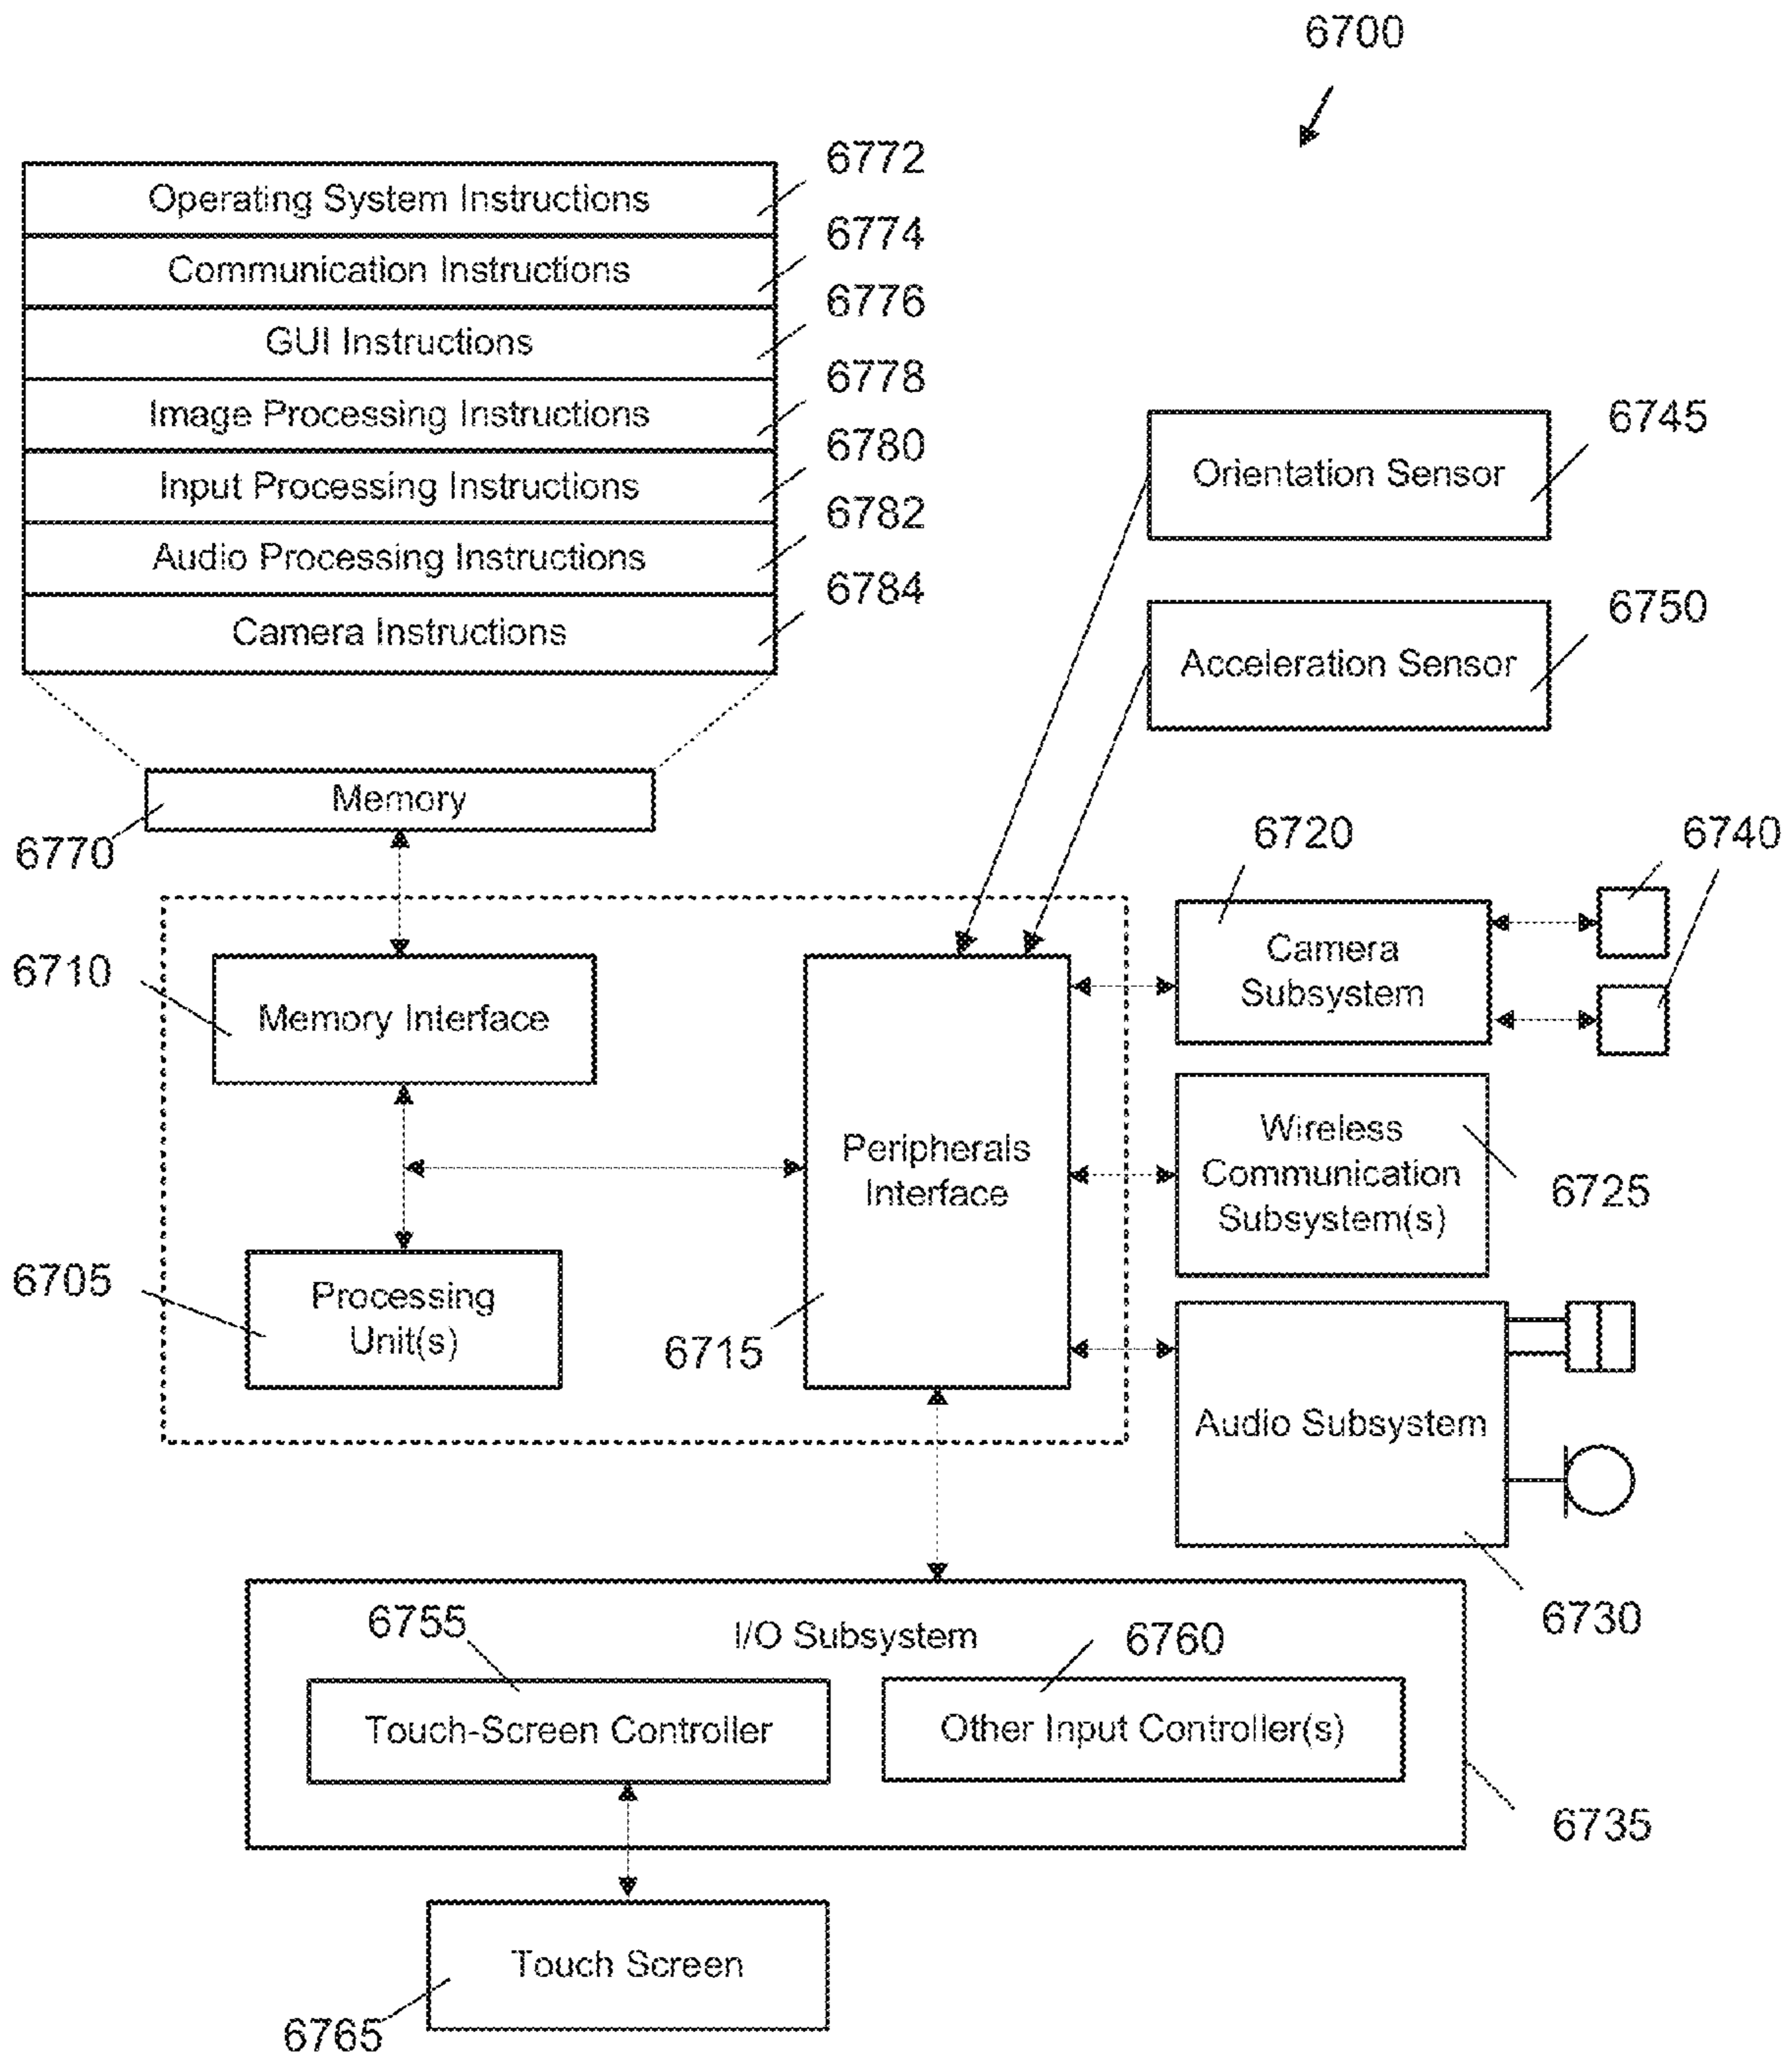 6700
6772
Operating System Instructions
6774
Communication Instructions
6776
GUI Instructions
6778
Image Processing Instructions
6780
Input Processing Instructions
6782
Audio Processing Instructions
6784
Camera Instructions
6745
Orientation Sensor
6750
Acceleration Sensor
Memory
6770
6720
6740
Camera
Subsystem
6710
Memory Interface
Peripherals
Interface
6715
Wireless
Communication
Subsystem(s)
6725
6705
Processing
Unit(s)
Audio Subsystem
6730
I/O Subsystem
6755
Touch-Screen Controller
6760
Other Input Controller(s)
6735
Touch Screen
6765